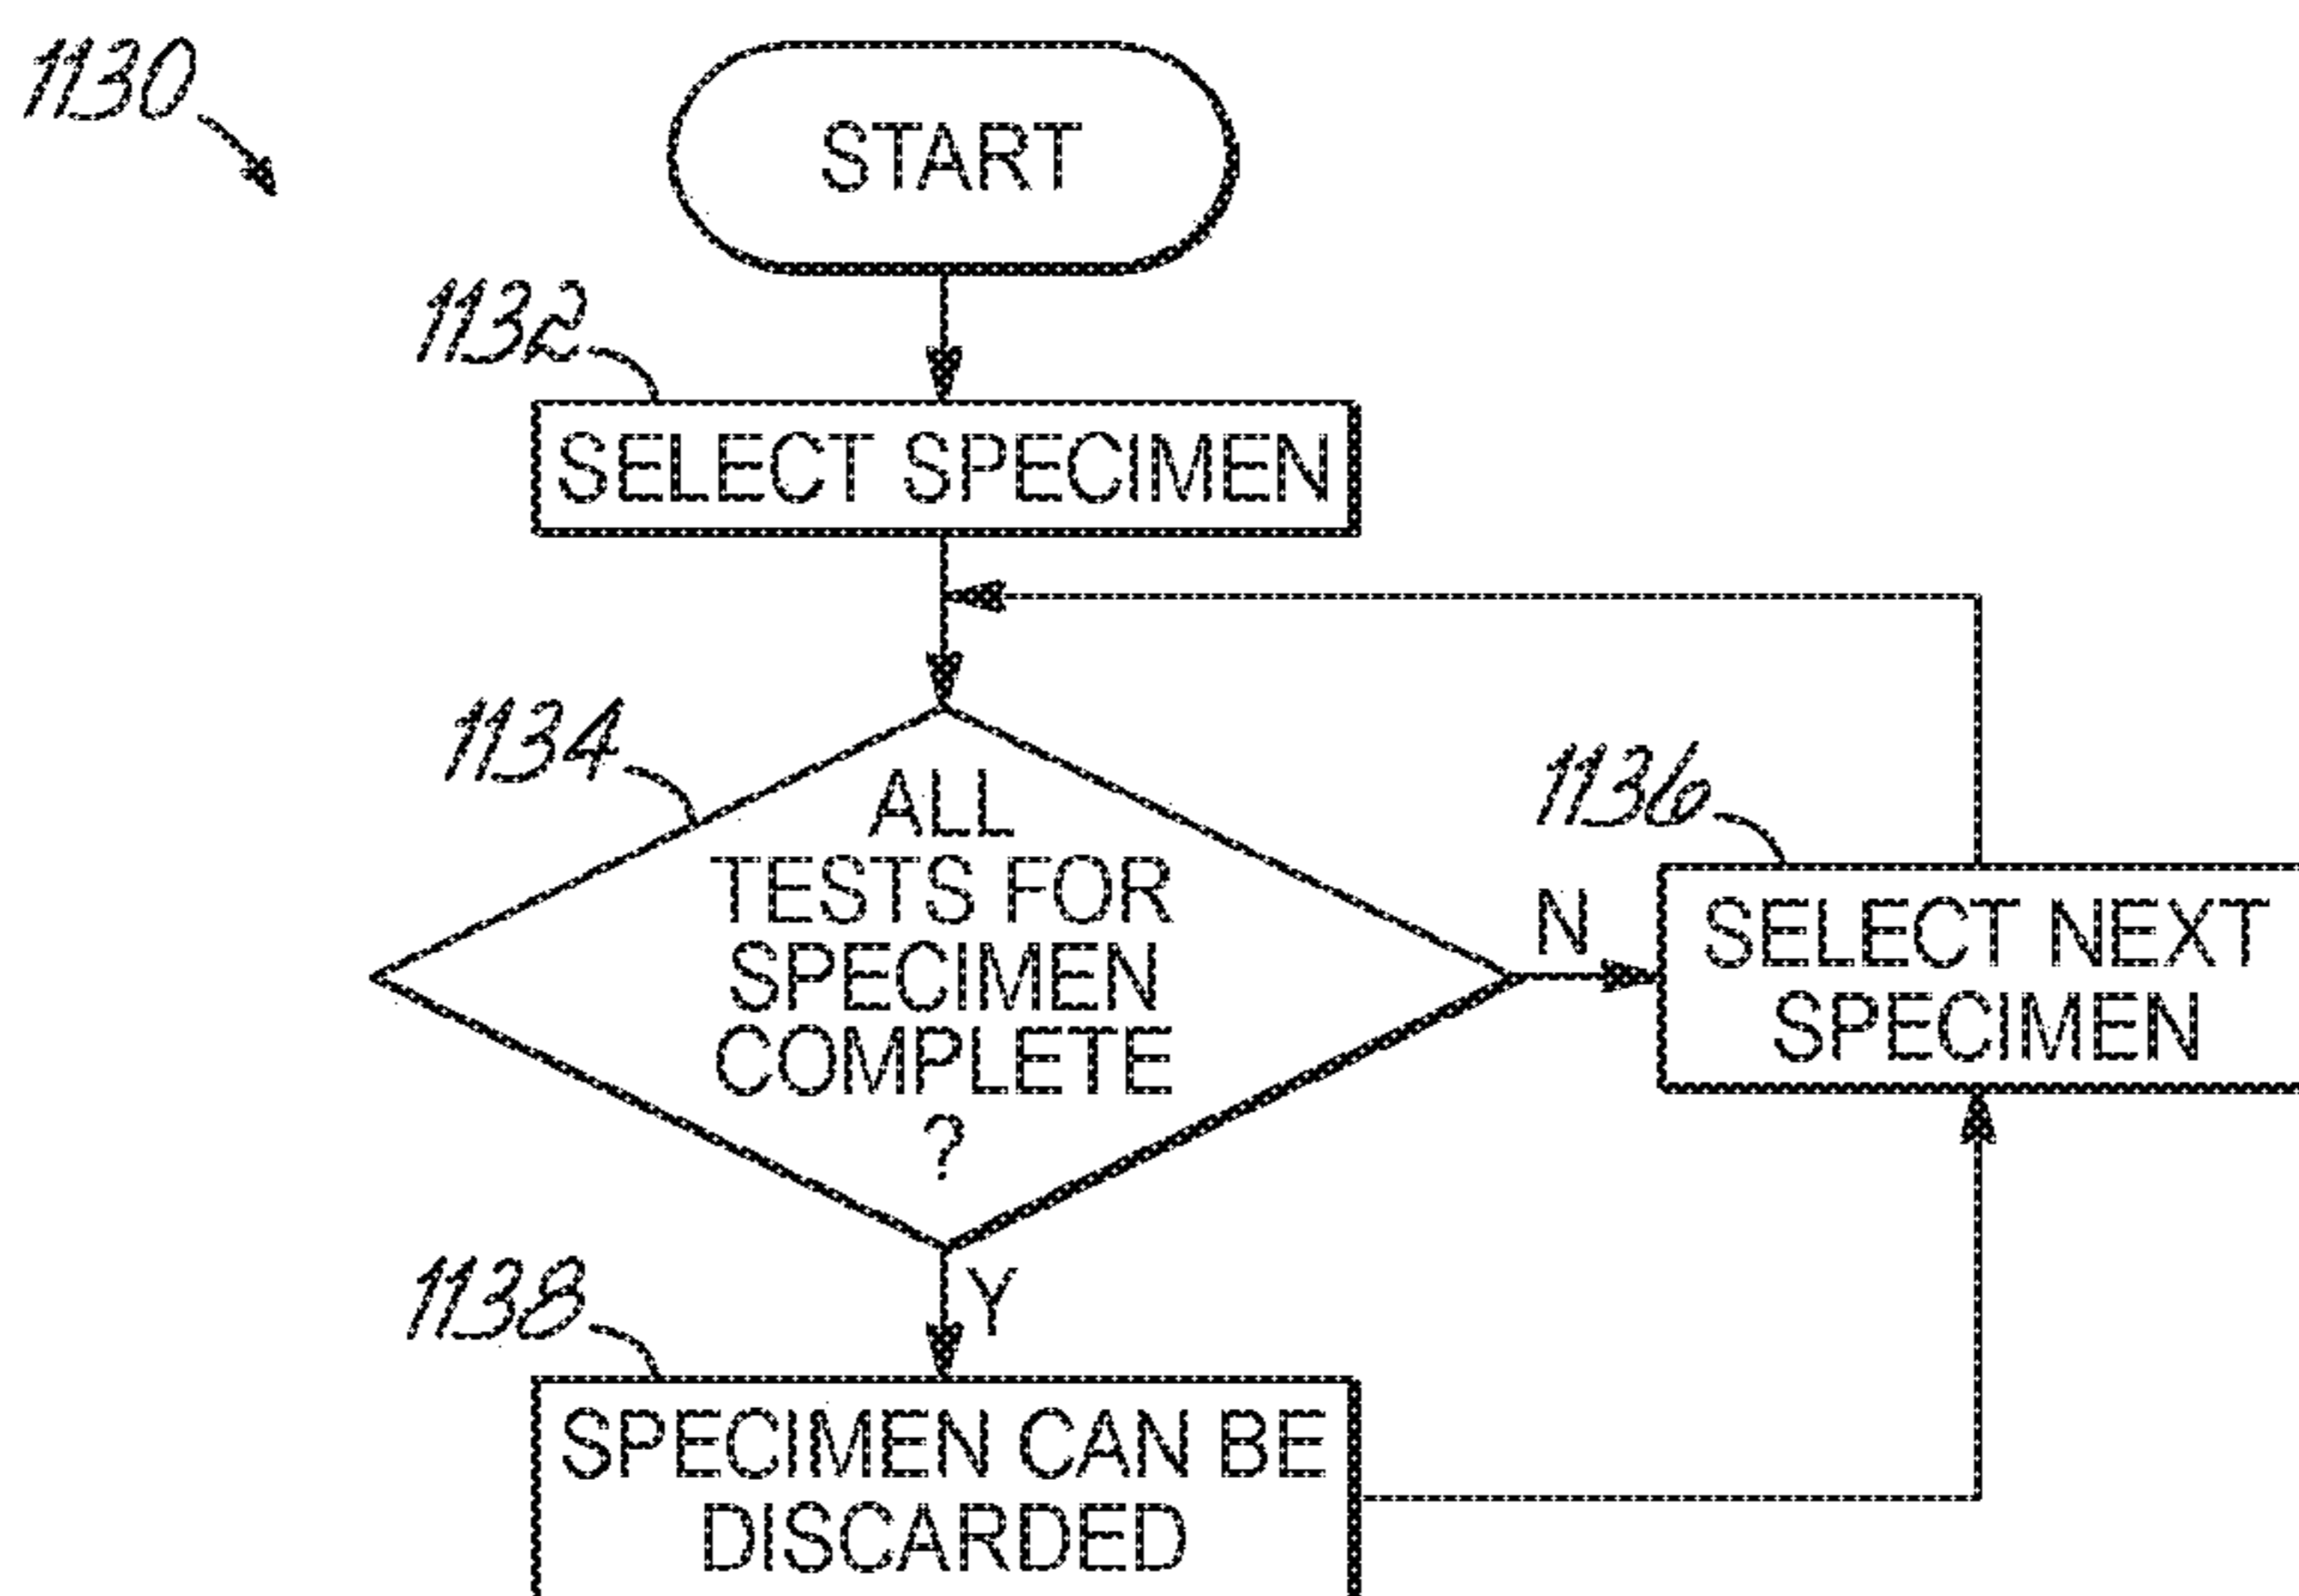 1130
START
1132
SELECT SPECIMEN
1134
ALL
TESTS FOR
SPECIMEN
COMPLETE
?
1136
N
SELECT NEXT
SPECIMEN
Y
1138
SPECIMEN CAN BE
DISCARDED